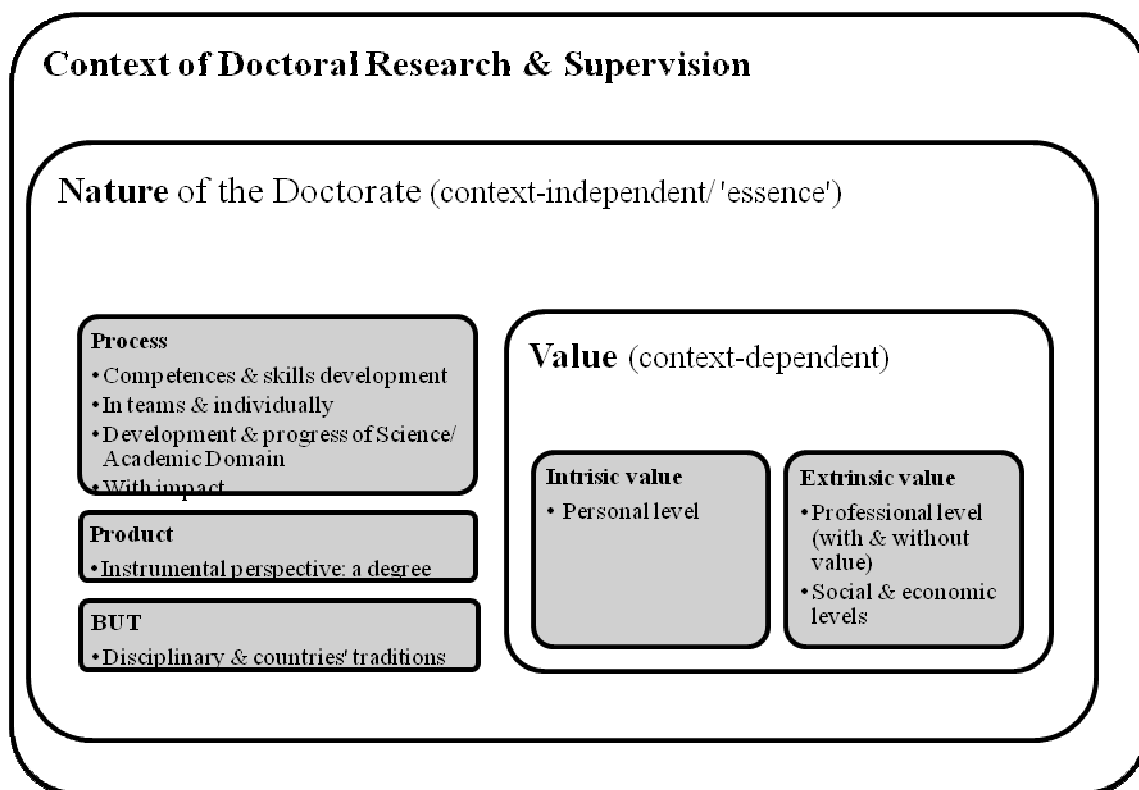 Context of Doctoral Research & Supervision
Nature of the Doctorate (context-independent/ 'essence')
Process
•Competences & skills development
•In teams & individually
•Development & progress of Science/
Academic Domain
•With impact
Product
•Instrumental perspective: a degree
BUT
•Disciplinary & countries' traditions
Value (context-dependent)
Intrisic value
• Personal level
Extrinsic value
•Professional level
(with & without
value)
•Social & economic
levels